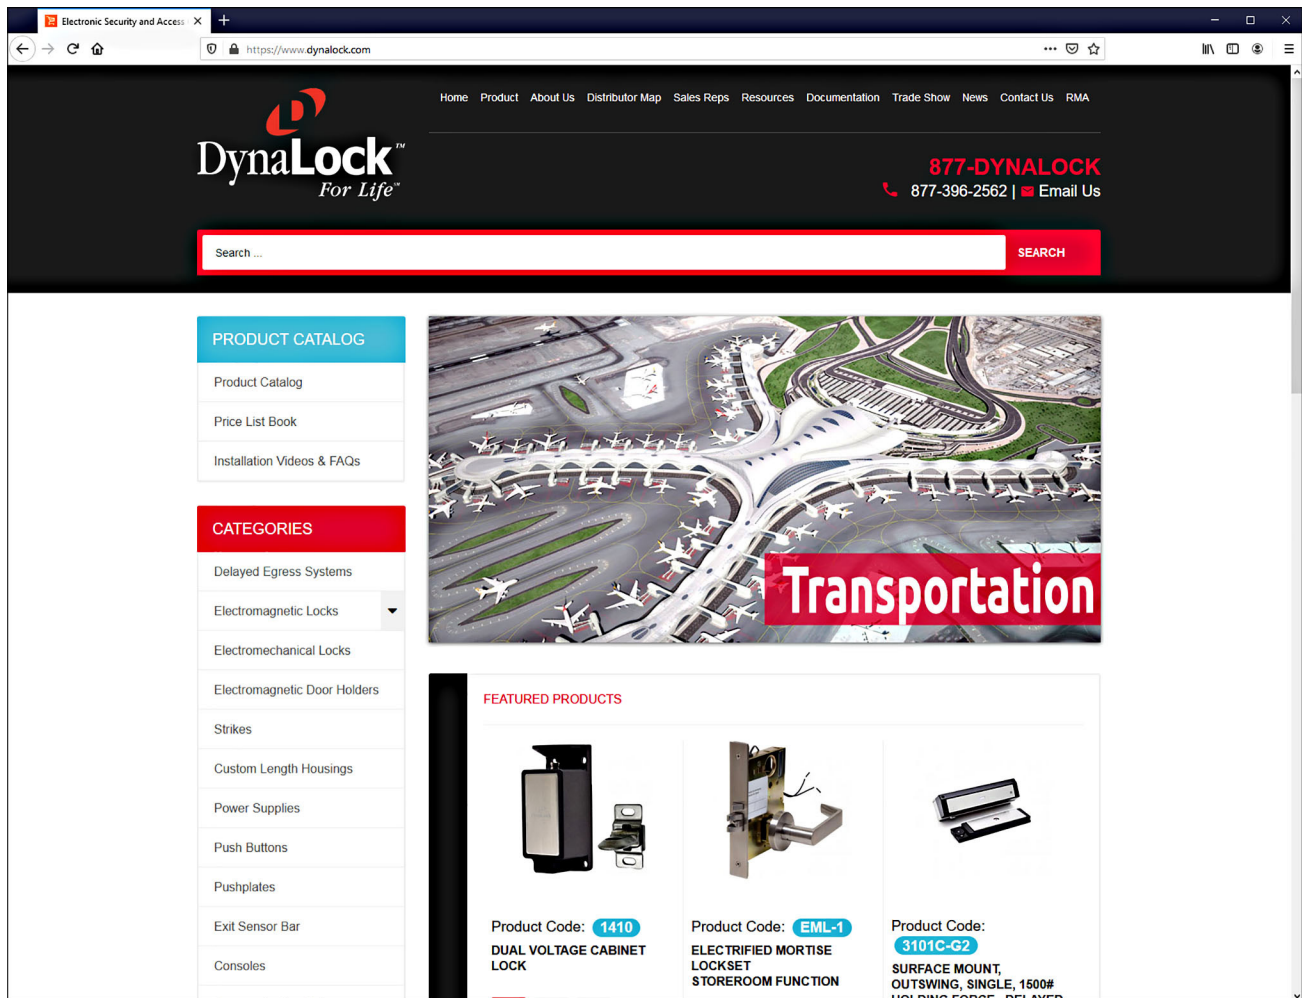 Electronic Security and Access
https://www.dynalock.com
Home Product About Us Distributor Map Sales Reps Resources Documentation Trade Show News Contact Us RMA
DynaLock™
For Life℠
877-DYNALOCK
877-396-2562 | Email Us
Search ...
SEARCH
PRODUCT CATALOG
Product Catalog
Price List Book
Installation Videos & FAQs
CATEGORIES
Delayed Egress Systems
Electromagnetic Locks
Electromechanical Locks
Electromagnetic Door Holders
Strikes
Custom Length Housings
Power Supplies
Push Buttons
Pushplates
Exit Sensor Bar
Consoles
Transportation
FEATURED PRODUCTS
Product Code: 1410
DUAL VOLTAGE CABINET
LOCK
Product Code: EML-1
ELECTRIFIED MORTISE
LOCKSET
STOREROOM FUNCTION
Product Code:
3101C-G2
SURFACE MOUNT,
OUTSWING, SINGLE, 1500#
HOLDING FORCE - DELAYED